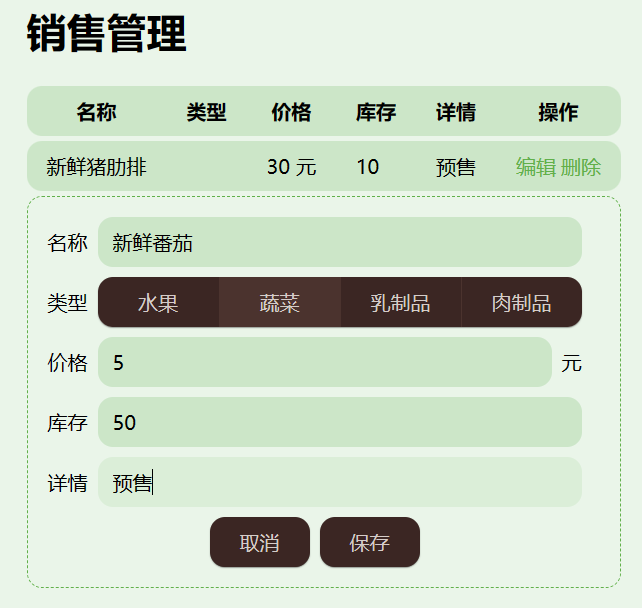 销售管理
名称 类型 价格 库存 详情 操作
新鲜猪肋排 30 元 10 预售 编辑 删除
名称 新鲜番茄
类型 水果 蔬菜 乳制品 肉制品
价格 5 元
库存 50
详情 预售
取消 保存